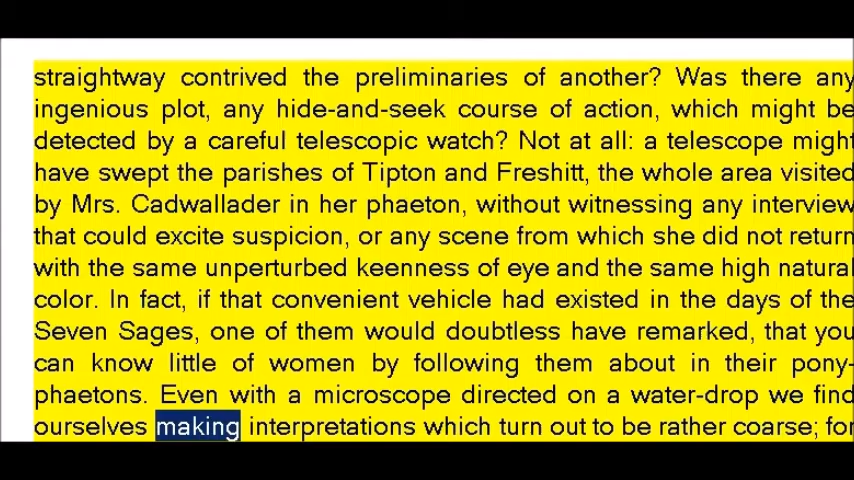 straightway contrived the preliminaries of another? Was there any
ingenious plot, any hide-and-seek course of action, which might be
detected by a careful telescopic watch? Not at all: a telescope might
have swept the parishes of Tipton and Freshitt, the whole area visited
by Mrs. Cadwallader in her phaeton, without witnessing any interview
that could excite suspicion, or any scene from which she did not return
with the same unperturbed keenness of eye and the same high natural
color. In fact, if that convenient vehicle had existed in the days of the
Seven Sages, one of them would doubtless have remarked, that you
can know little of women by following them about in their pony-
phaetons. Even with a microscope directed on a water-drop we find
ourselves making interpretations which turn out to be rather coarse; for